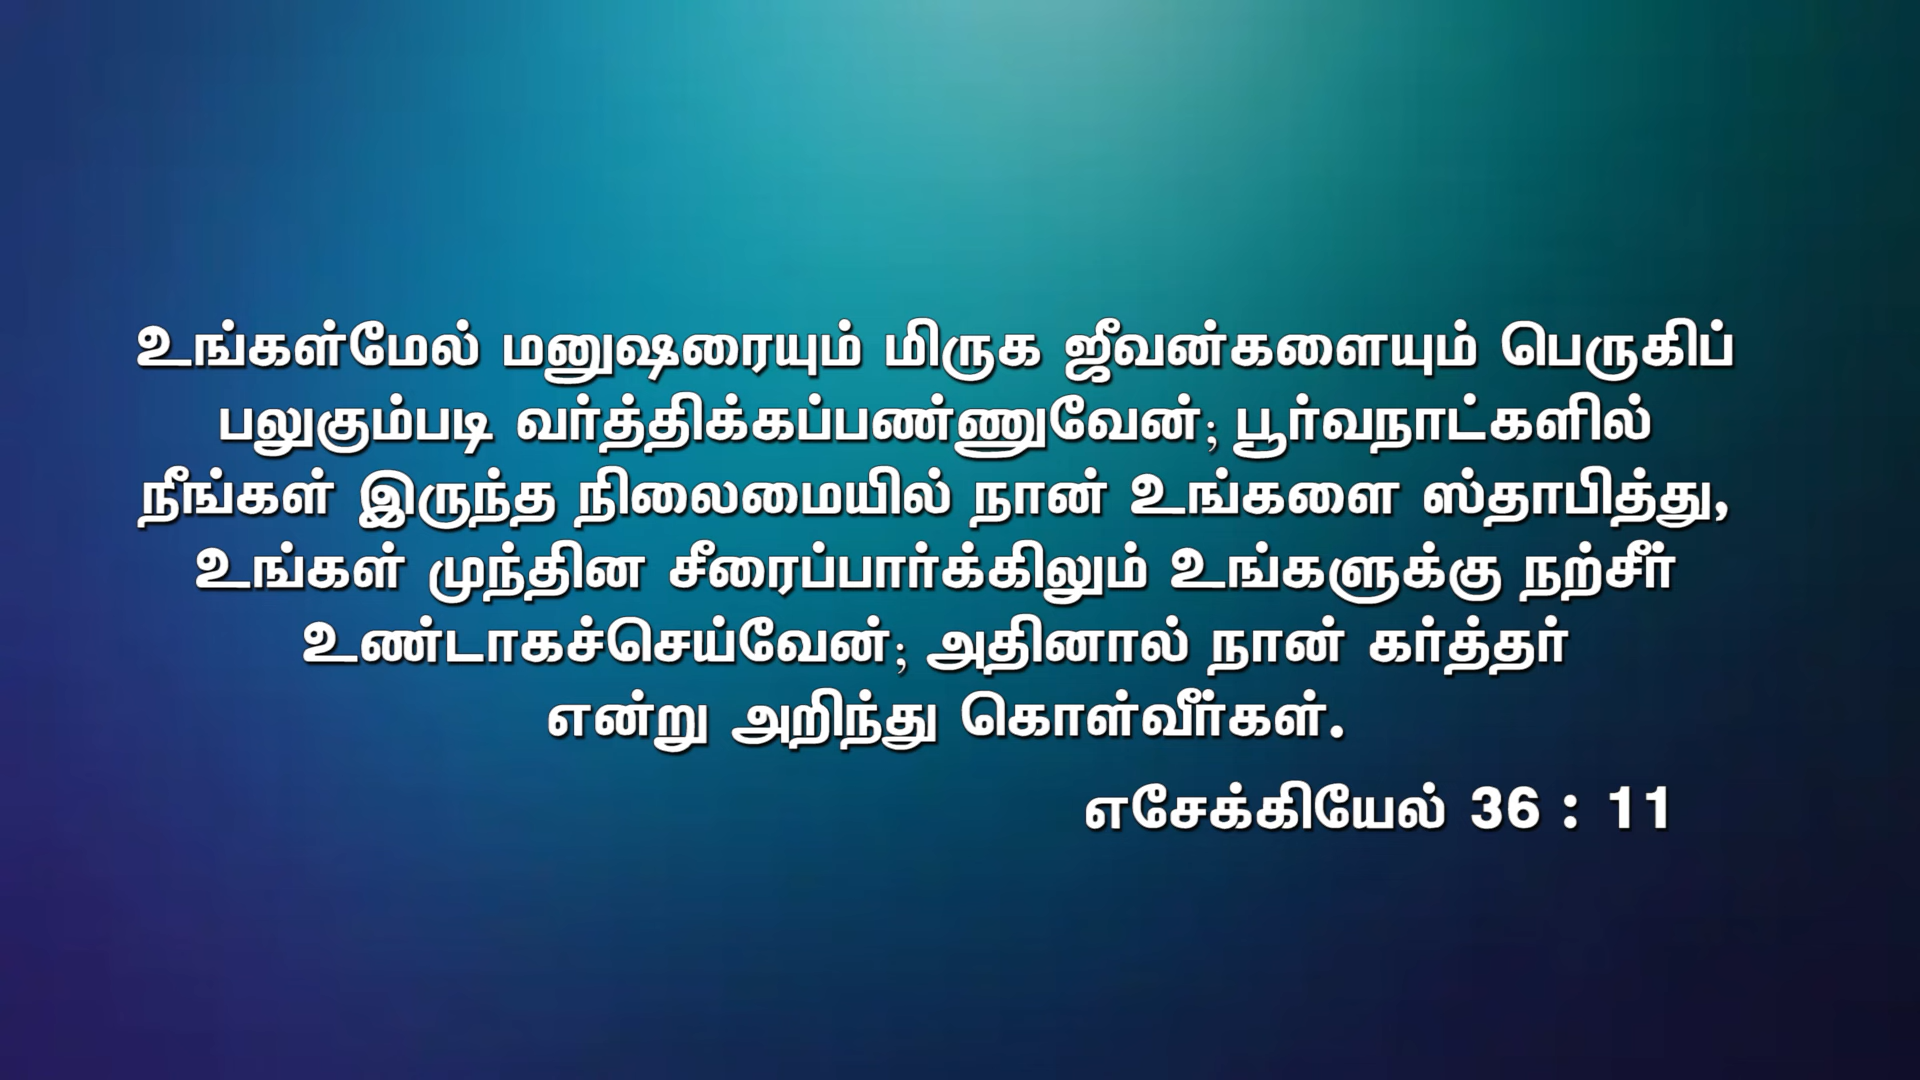 உங்கள்மேல் மனுஷரையும் மிருக ஜீவன்களையும் பெருகிப்
பலுகும்படி வர்த்திக்கப்பண்ணுவேன்; பூர்வநாட்களில்
நீங்கள் இருந்த நிலைமையில் நான் உங்களை ஸ்தாபித்து,
உங்கள் முந்தின சீரைப்பார்க்கிலும் உங்களுக்கு நற்சீர்
உண்டாகச்செய்வேன்; அதினால் நான் கர்த்தர்
என்று அறிந்து கொள்வீர்கள்.
எசேக்கியேல் 36 : 11